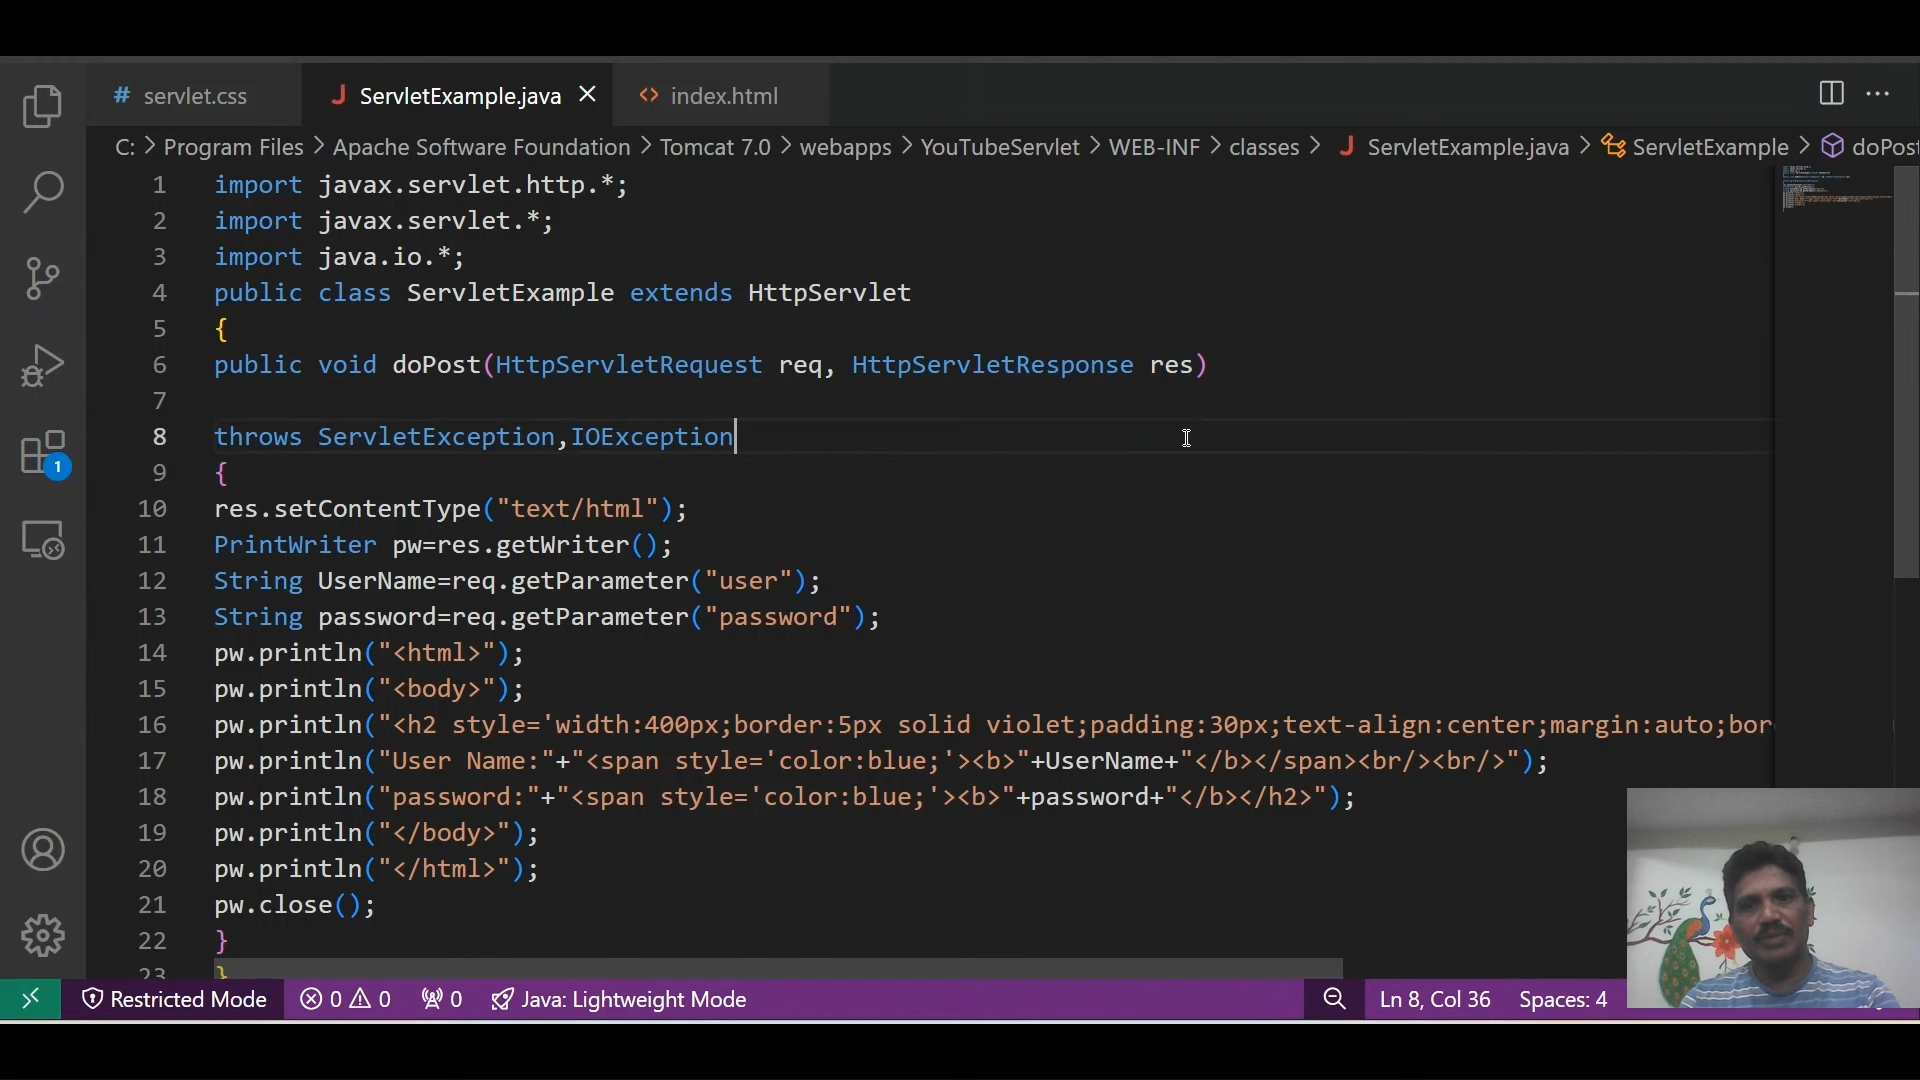 # servlet.css J ServletExample.java × <> index.html
C: > Program Files > Apache Software Foundation > Tomcat 7.0 > webapps > YouTubeServlet > WEB-INF > classes > J ServletExample.java > ServletExample > doPost
1 import javax.servlet.http.*;
2 import javax.servlet.*;
3 import java.io.*;
4 public class ServletExample extends HttpServlet
5 {
6 public void doPost(HttpServletRequest req, HttpServletResponse res)
7
8 throws ServletException,IOException
9 {
10 res.setContentType("text/html");
11 PrintWriter pw=res.getWriter();
12 String UserName=req.getParameter("user");
13 String password=req.getParameter("password");
14 pw.println("<html>");
15 pw.println("<body>");
16 pw.println("<h2 style='width:400px;border:5px solid violet;padding:30px;text-align:center;margin:auto;bor
17 pw.println("User Name:"+"<span style='color:blue;'><b>"+UserName+"</b></span><br/><br/>");
18 pw.println("password:"+"<span style='color:blue;'><b>"+password+"</b></h2>");
19 pw.println("</body>");
20 pw.println("</html>");
21 pw.close();
22 }
23 }
1
Restricted Mode 0 0 0 Java: Lightweight Mode Ln 8, Col 36 Spaces: 4